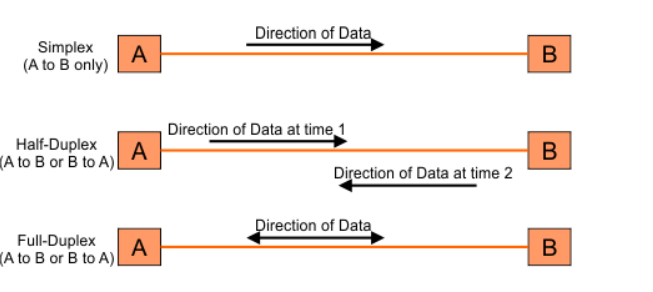 Direction of Data
Simplex
(A to B only)
A
B
Direction of Data at time 1
Half-Duplex
(A to B or B to A)
A
B
Direction of Data at time 2
Direction of Data
Full-Duplex
(A to B or B to A)
A
B